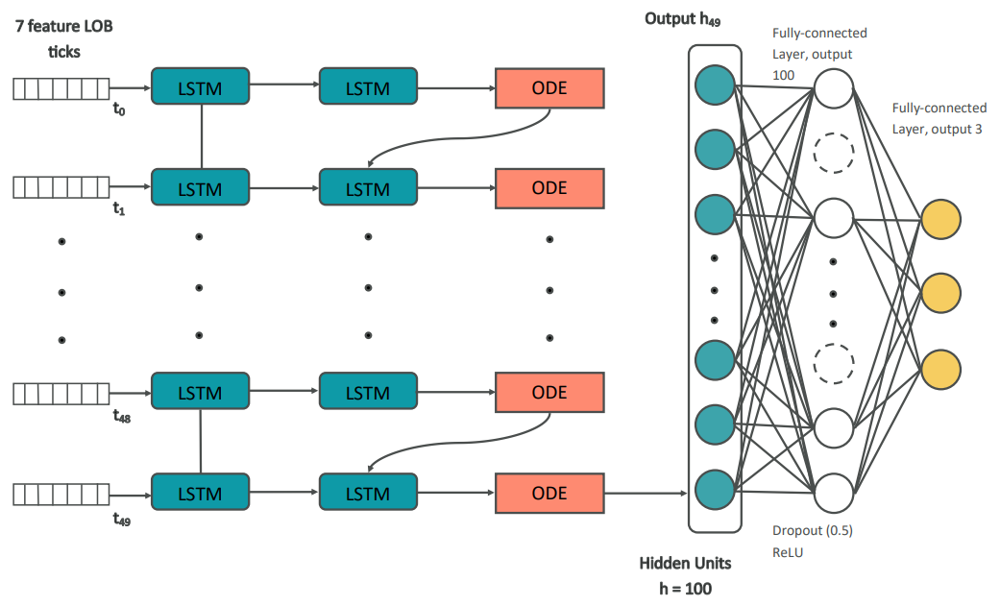 7 feature LOB
ticks
Output h49
Fully-connected
Layer, output
100
Fully-connected
Layer, output 3
LSTM
LSTM
ODE
t0
LSTM
LSTM
ODE
t1
LSTM
LSTM
ODE
t48
LSTM
LSTM
ODE
t49
Dropout (0.5)
ReLU
Hidden Units
h = 100